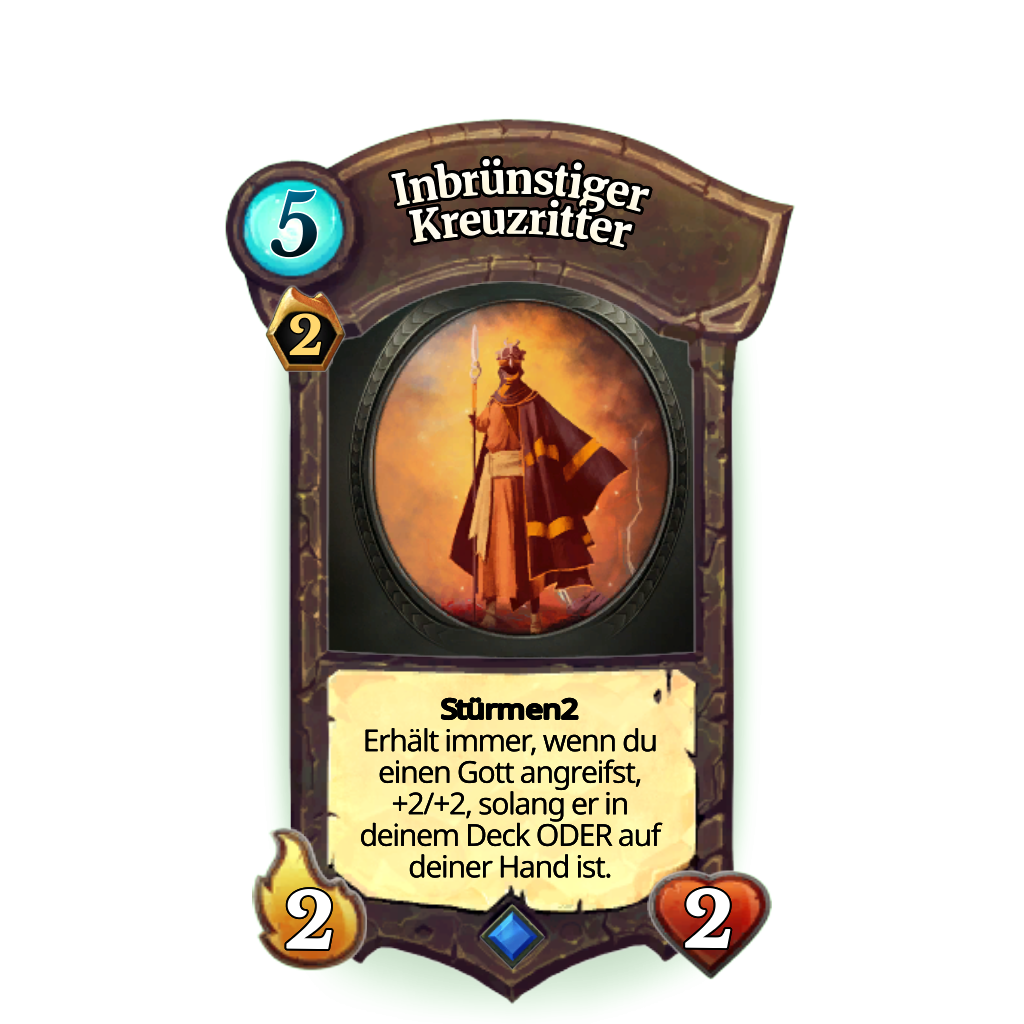 Inbrünstiger
Kreuzritter
5
2
Stürmen2
Erhält immer, wenn du
einen Gott angreifst,
+2/+2, solang er in
deinem Deck ODER auf
deiner Hand ist.
2
2